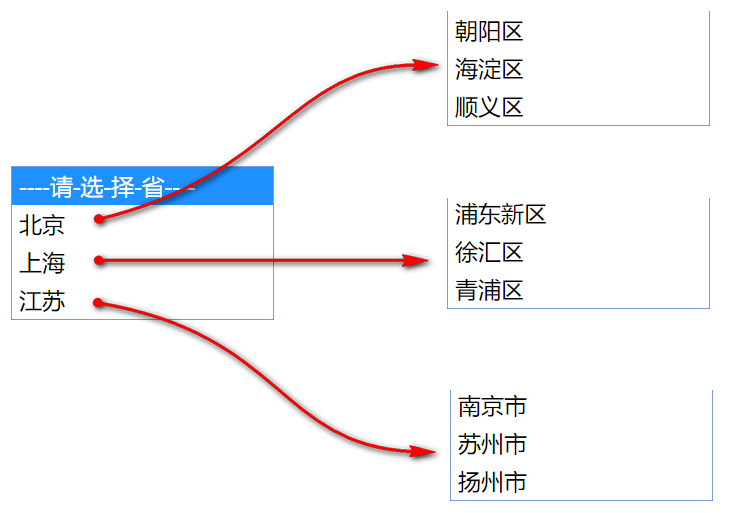 ----请-选-择-省----
北京
上海
江苏
朝阳区
海淀区
顺义区
浦东新区
徐汇区
青浦区
南京市
苏州市
扬州市